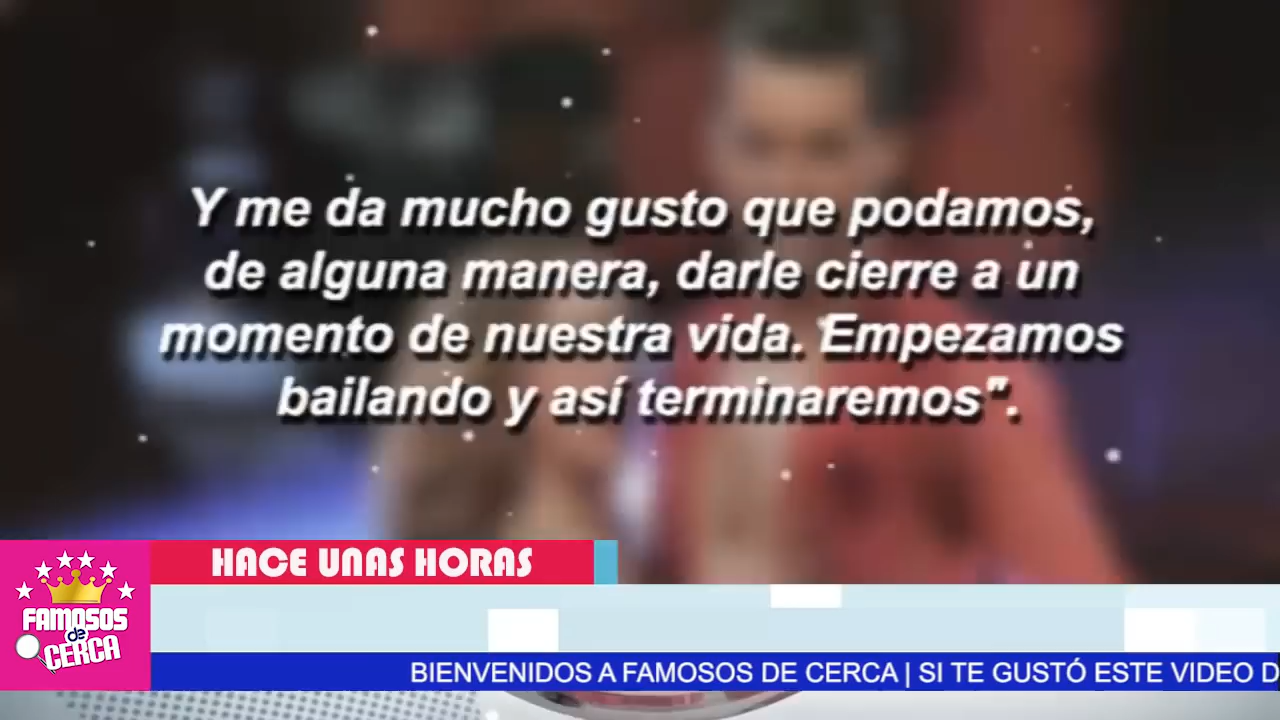 Y me da mucho gusto que podamos,
de alguna manera, darle cierre a un
momento de nuestra vida. Empezamos
bailando y así terminaremos".
HACE UNAS HORAS
FAMOSOS
de
CERCA
BIENVENIDOS A FAMOSOS DE CERCA | SI TE GUSTÓ ESTE VIDEO D